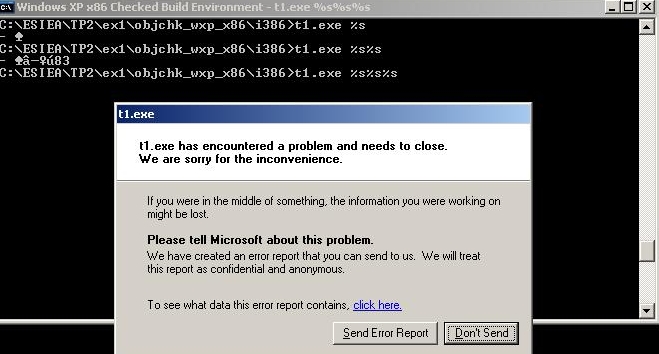 Windows XP x86 Checked Build Environment - t1.exe %s%s%s
C:\ESIEA\TP2\ex1\objchk_wxp_x86\i386>t1.exe %s
- ♠
C:\ESIEA\TP2\ex1\objchk_wxp_x86\i386>t1.exe %s%s
- ♠â-♀ú83
C:\ESIEA\TP2\ex1\objchk_wxp_x86\i386>t1.exe %s%s%s
t1.exe
t1.exe has encountered a problem and needs to close.
We are sorry for the inconvenience.
If you were in the middle of something, the information you were working on
might be lost.
Please tell Microsoft about this problem.
We have created an error report that you can send to us. We will treat
this report as confidential and anonymous.
To see what data this error report contains, click here.
Send Error Report
Don't Send